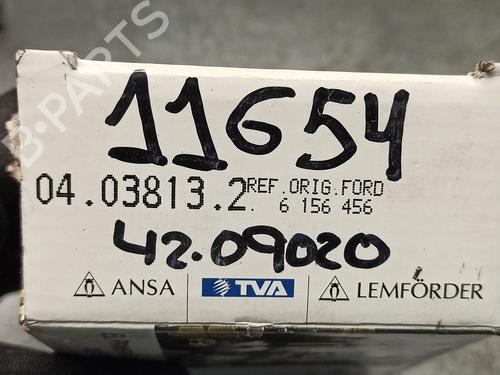 B-PARTS
11654
04.03813.2 REF.ORIG.FORD
6 156 456
42.09020
ANSA TVA LEMFÖRDER